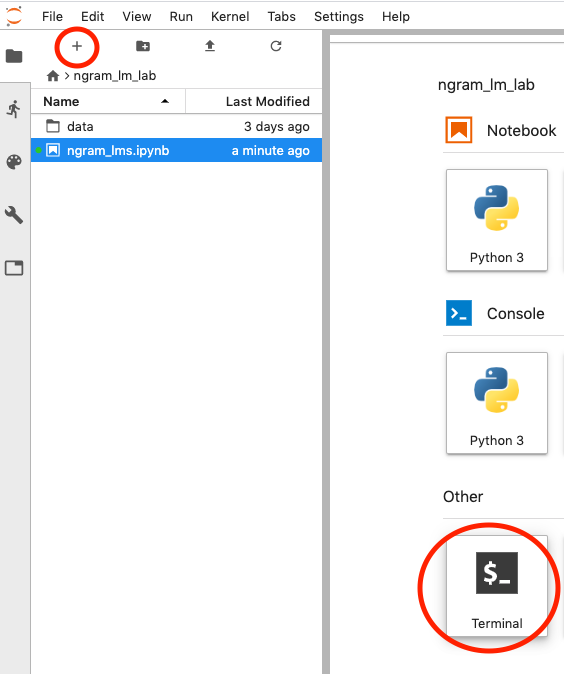 File Edit View Run Kernel Tabs Settings Help
ngram_lm_lab
Name Last Modified
data 3 days ago
ngram_lms.ipynb a minute ago
ngram_lm_lab
Notebook
Python 3
Console
>_
Python 3
Other
$_
Terminal